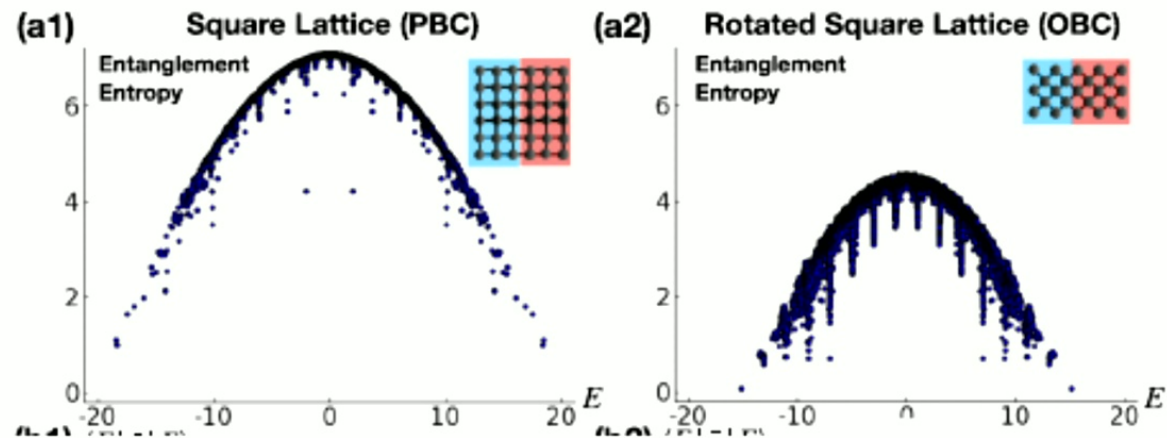 (a1) Square Lattice (PBC)
Entanglement
Entropy
6
4
2
0
-20 -10 0 10 20 E
(a2) Rotated Square Lattice (OBC)
Entanglement
Entropy
6
4
2
0
-20 -10 0 10 20 E